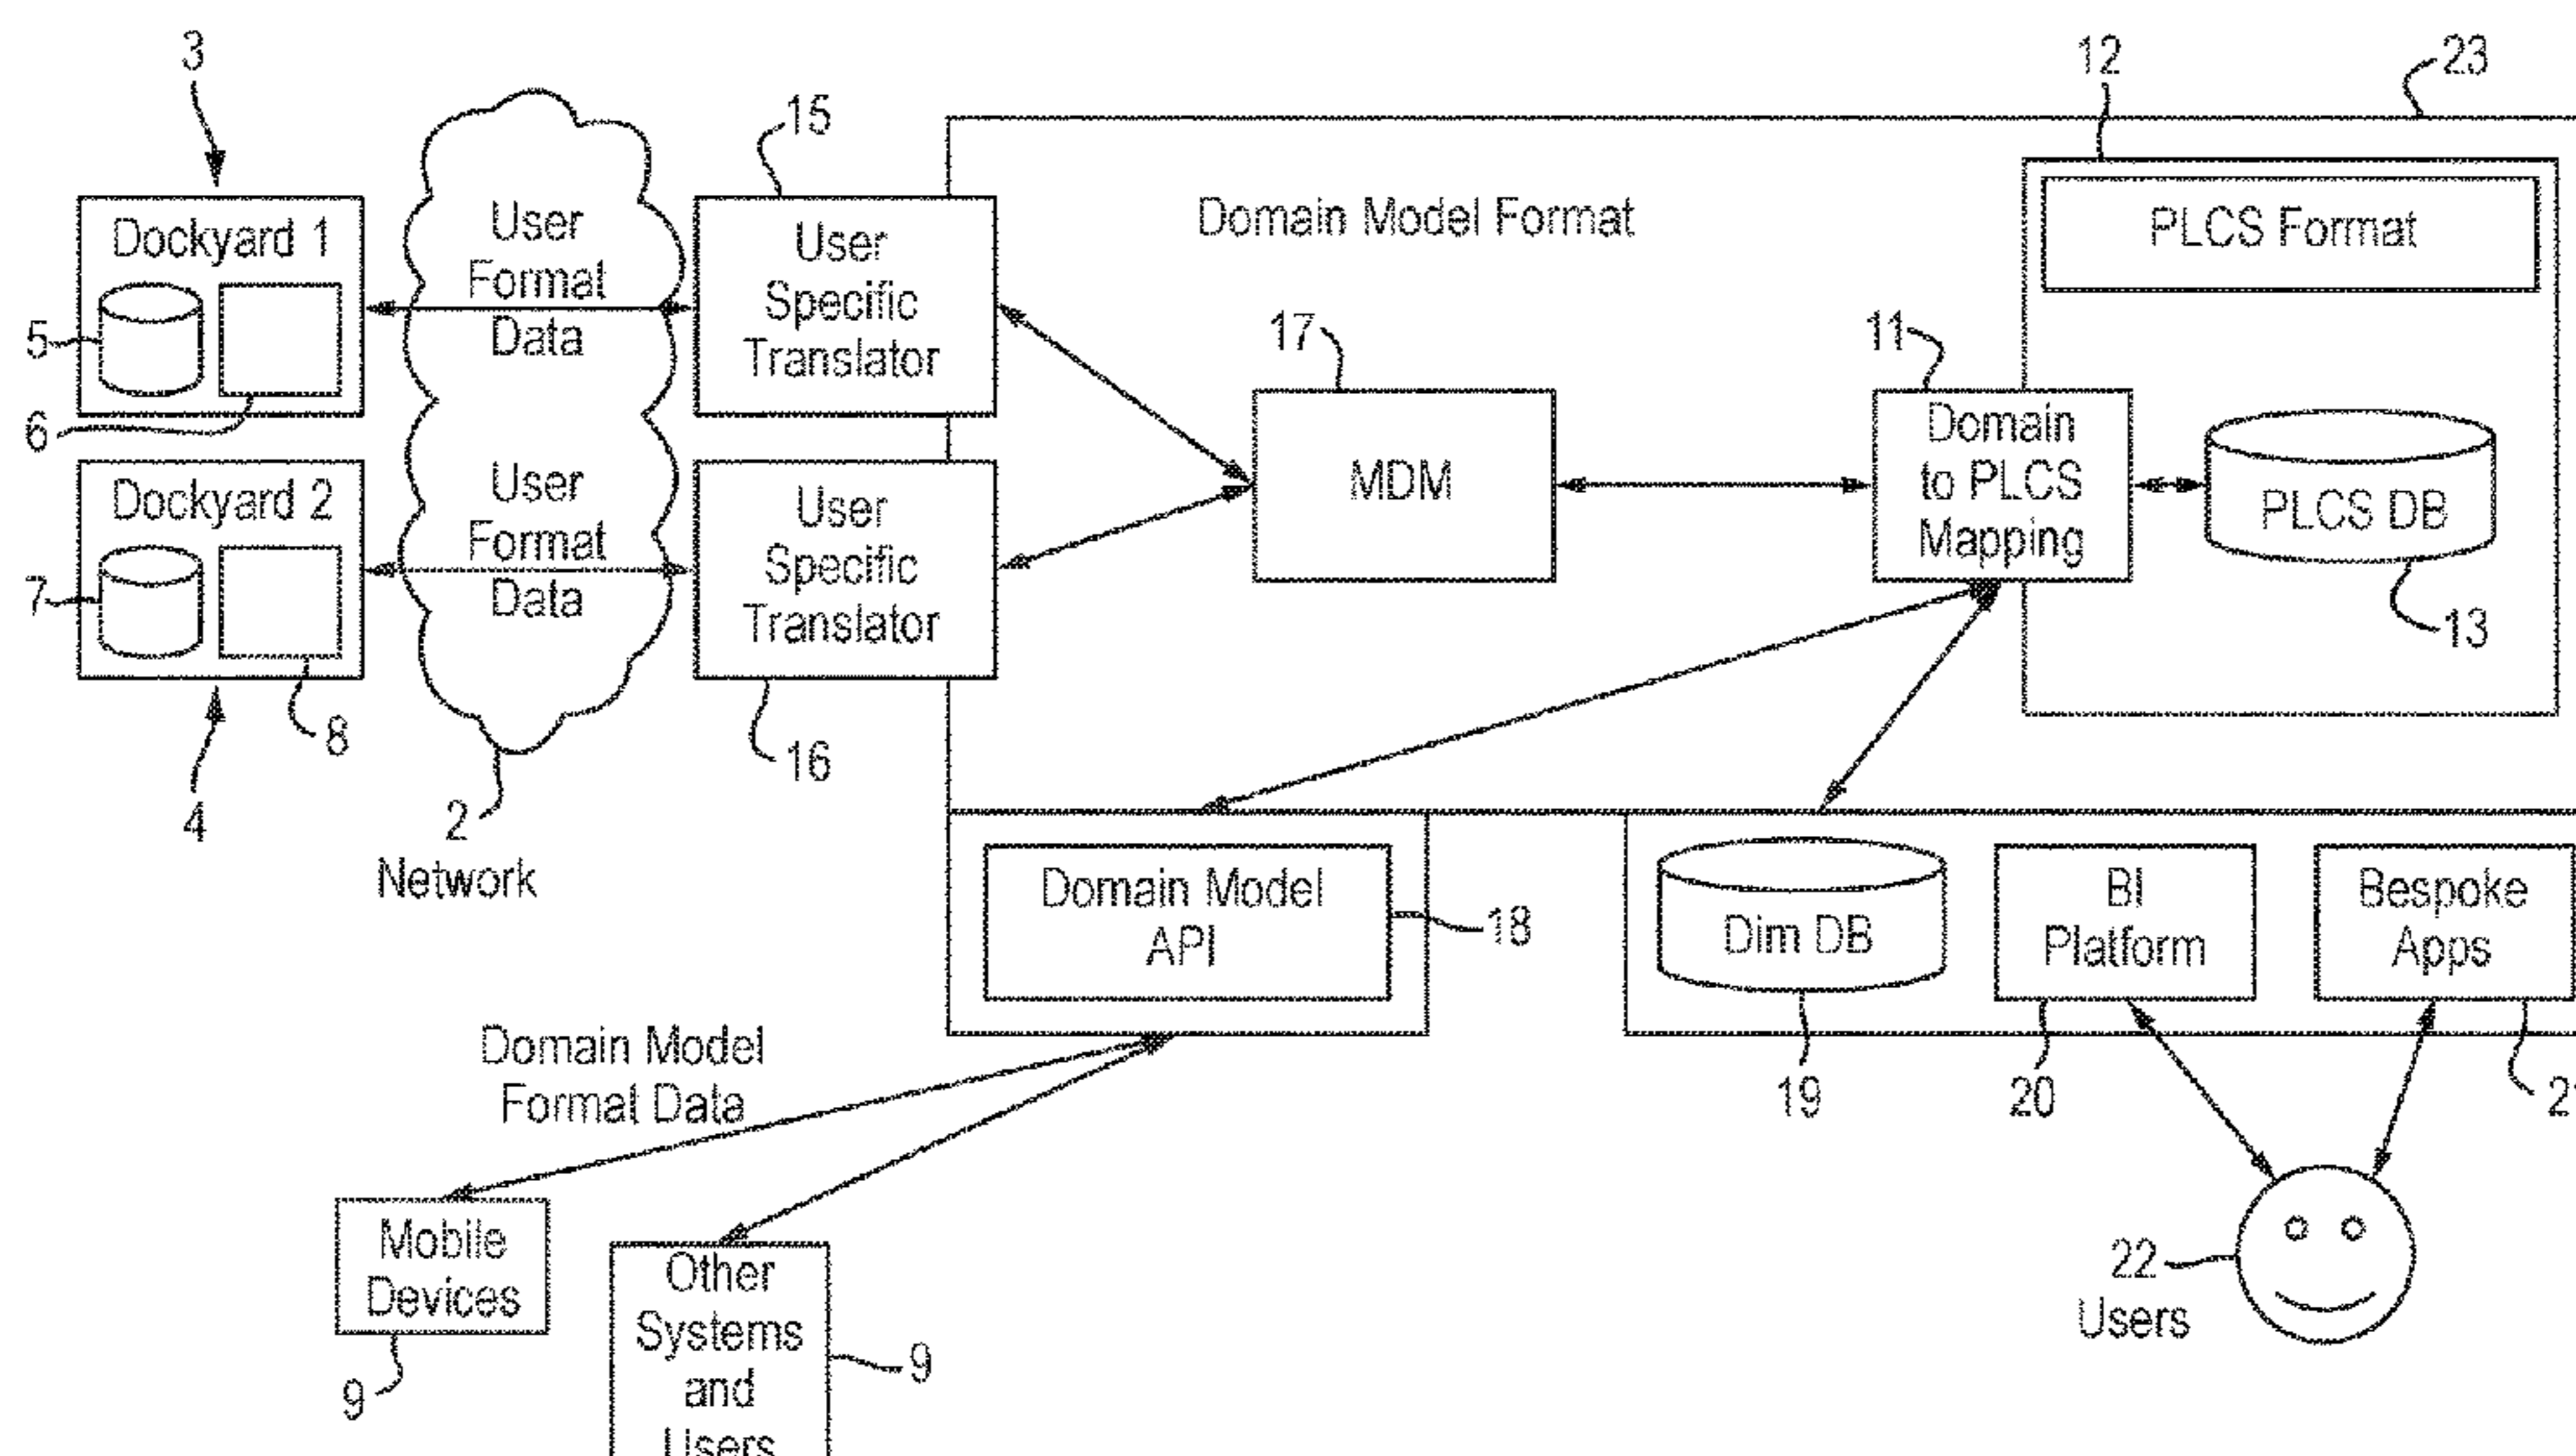 3
12
23
15
Dockyard 1
User
Format
Data
User
Specific
Translator
Domain Model Format
PLCS Format
5
6
17
11
MDM
Domain
to PLCS
Mapping
PLCS DB
13
Dockyard 2
User
Format
Data
User
Specific
Translator
7
8
4
2
Network
16
Domain Model
API
18
Dim DB
BI
Platform
Bespoke
Apps
19
20
Domain Model
Format Data
Mobile
Devices
9
Other
Systems
and
Users
9
22
Users